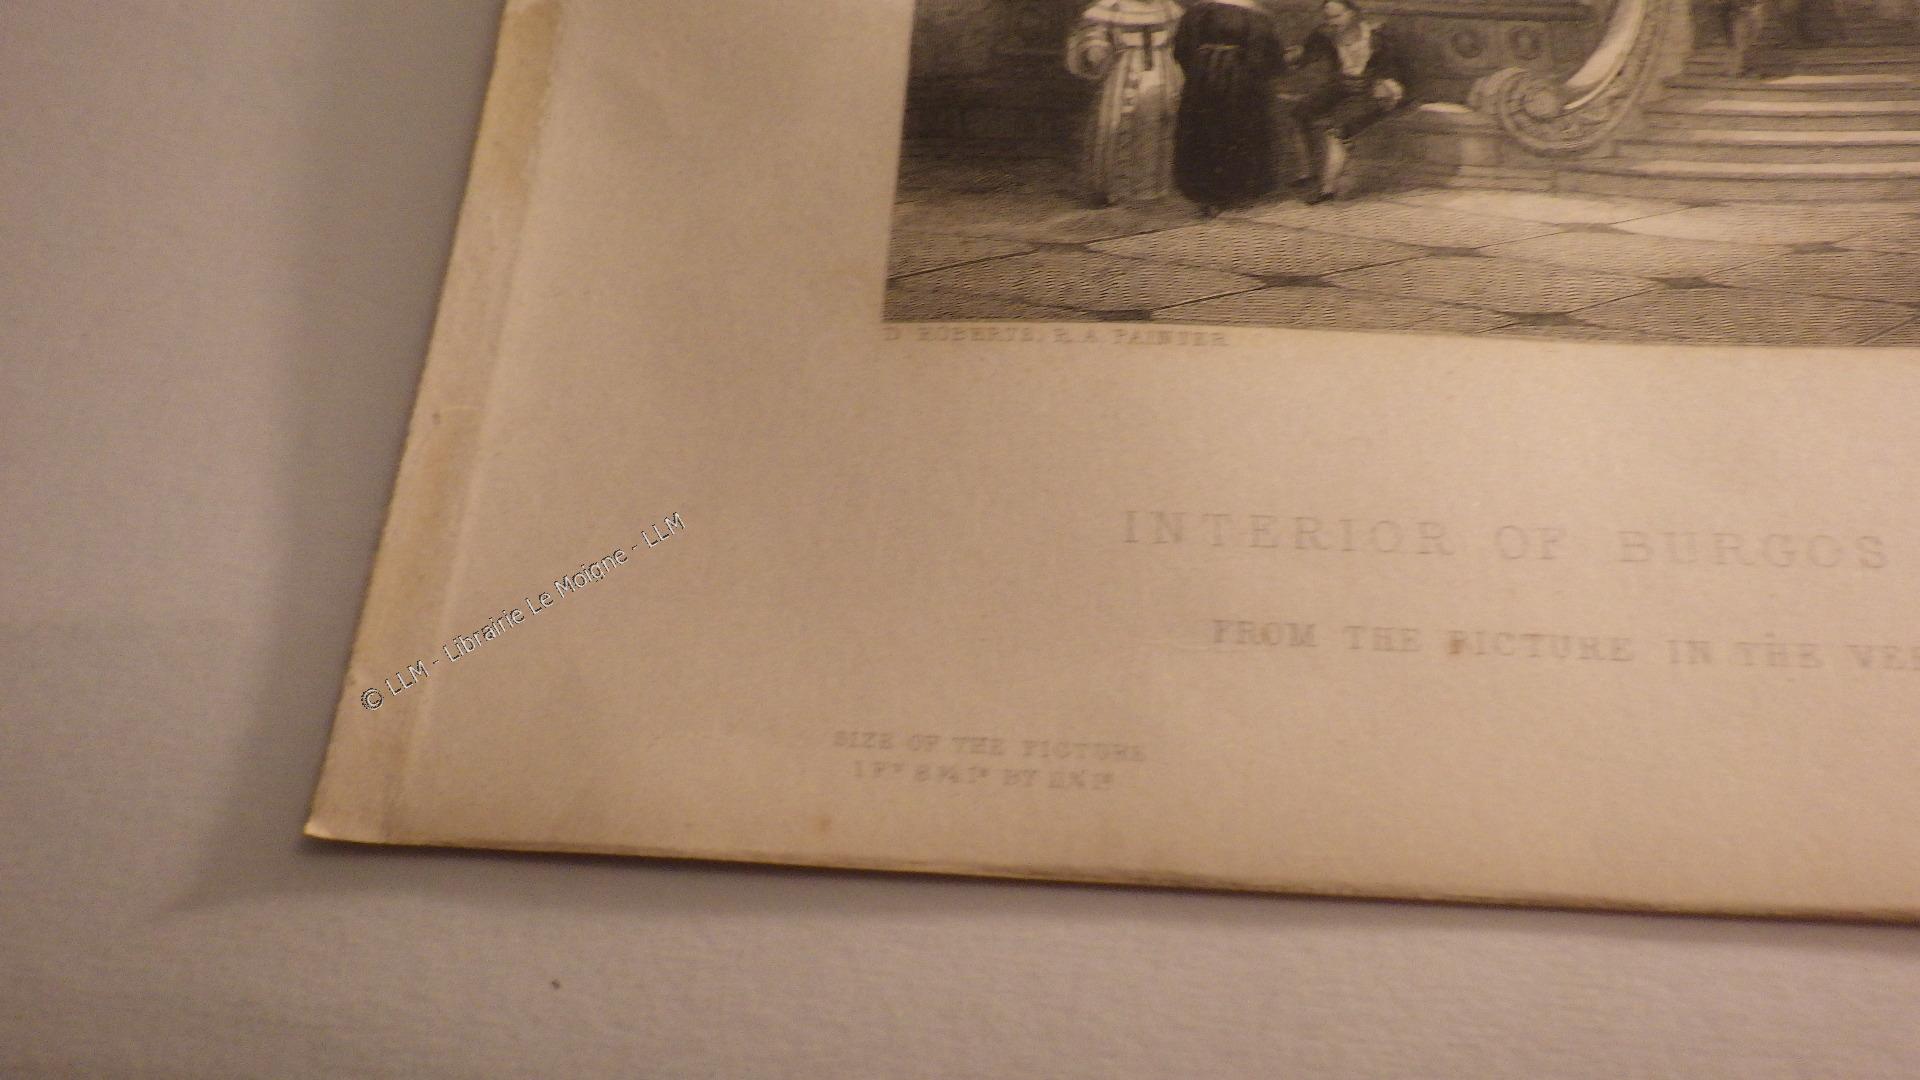 D ROBERTS, R.A PAINTER
INTERIOR OF BURGOS
FROM THE PICTURE IN THE
SIZE OF THE PICTURE
BY
© LLM - Librairie Le Moigne - LLM